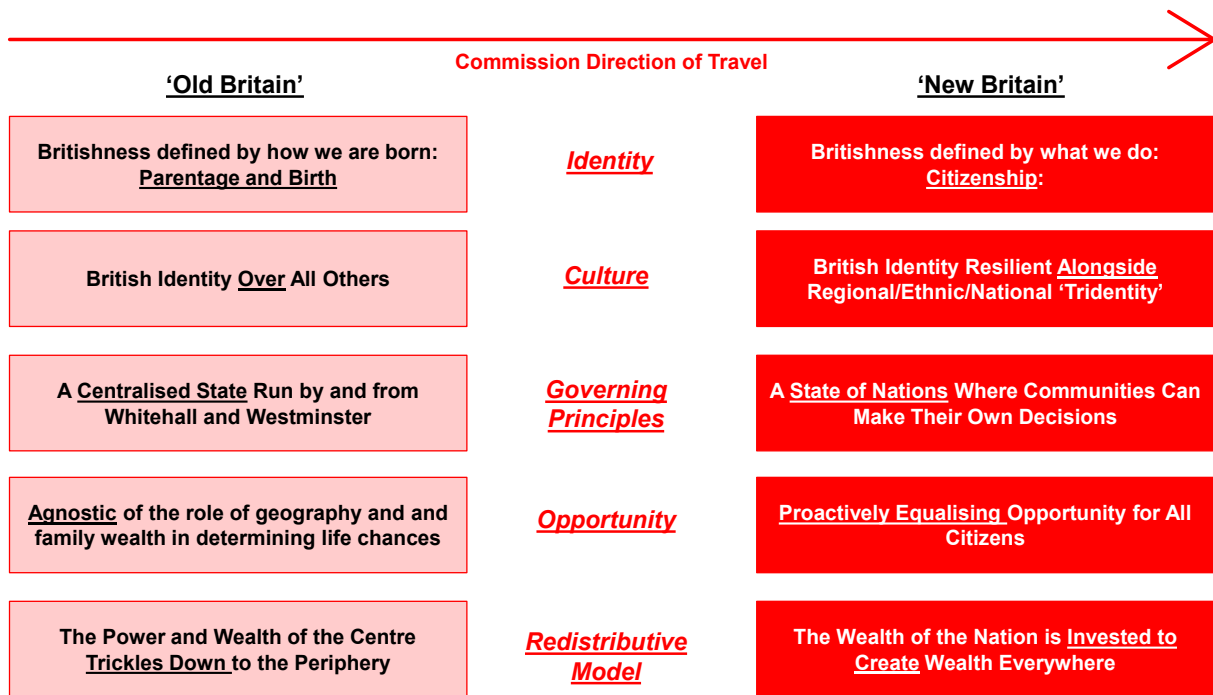 Commission Direction of Travel
‘Old Britain’
‘New Britain’
Britishness defined by how we are born:
Parentage and Birth
Identity
Britishness defined by what we do:
Citizenship:
British Identity Over All Others
Culture
British Identity Resilient Alongside
Regional/Ethnic/National ‘Tridentity’
A Centralised State Run by and from
Whitehall and Westminster
Governing
Principles
A State of Nations Where Communities Can
Make Their Own Decisions
Agnostic of the role of geography and and
family wealth in determining life chances
Opportunity
Proactively Equalising Opportunity for All
Citizens
The Power and Wealth of the Centre
Trickles Down to the Periphery
Redistributive
Model
The Wealth of the Nation is Invested to
Create Wealth Everywhere